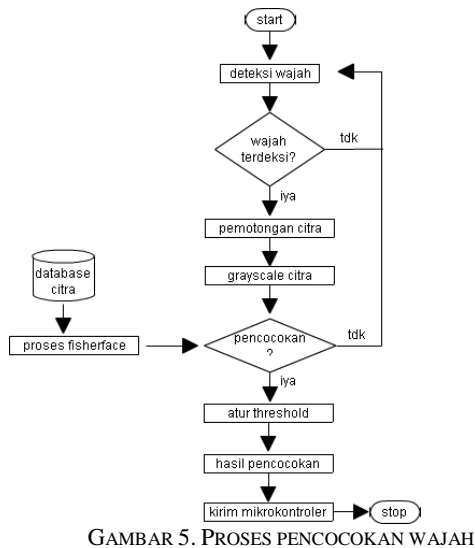 start
deteksi wajah
wajah
terdeksi?
tdk
iya
pemotongan citra
grayscale citra
database
citra
proses fisherface
pencocokan
?
tdk
iya
atur threshold
hasil pencocokan
kirim mikrokontroler
stop
GAMBAR 5. PROSES PENCOCOKAN WAJAH